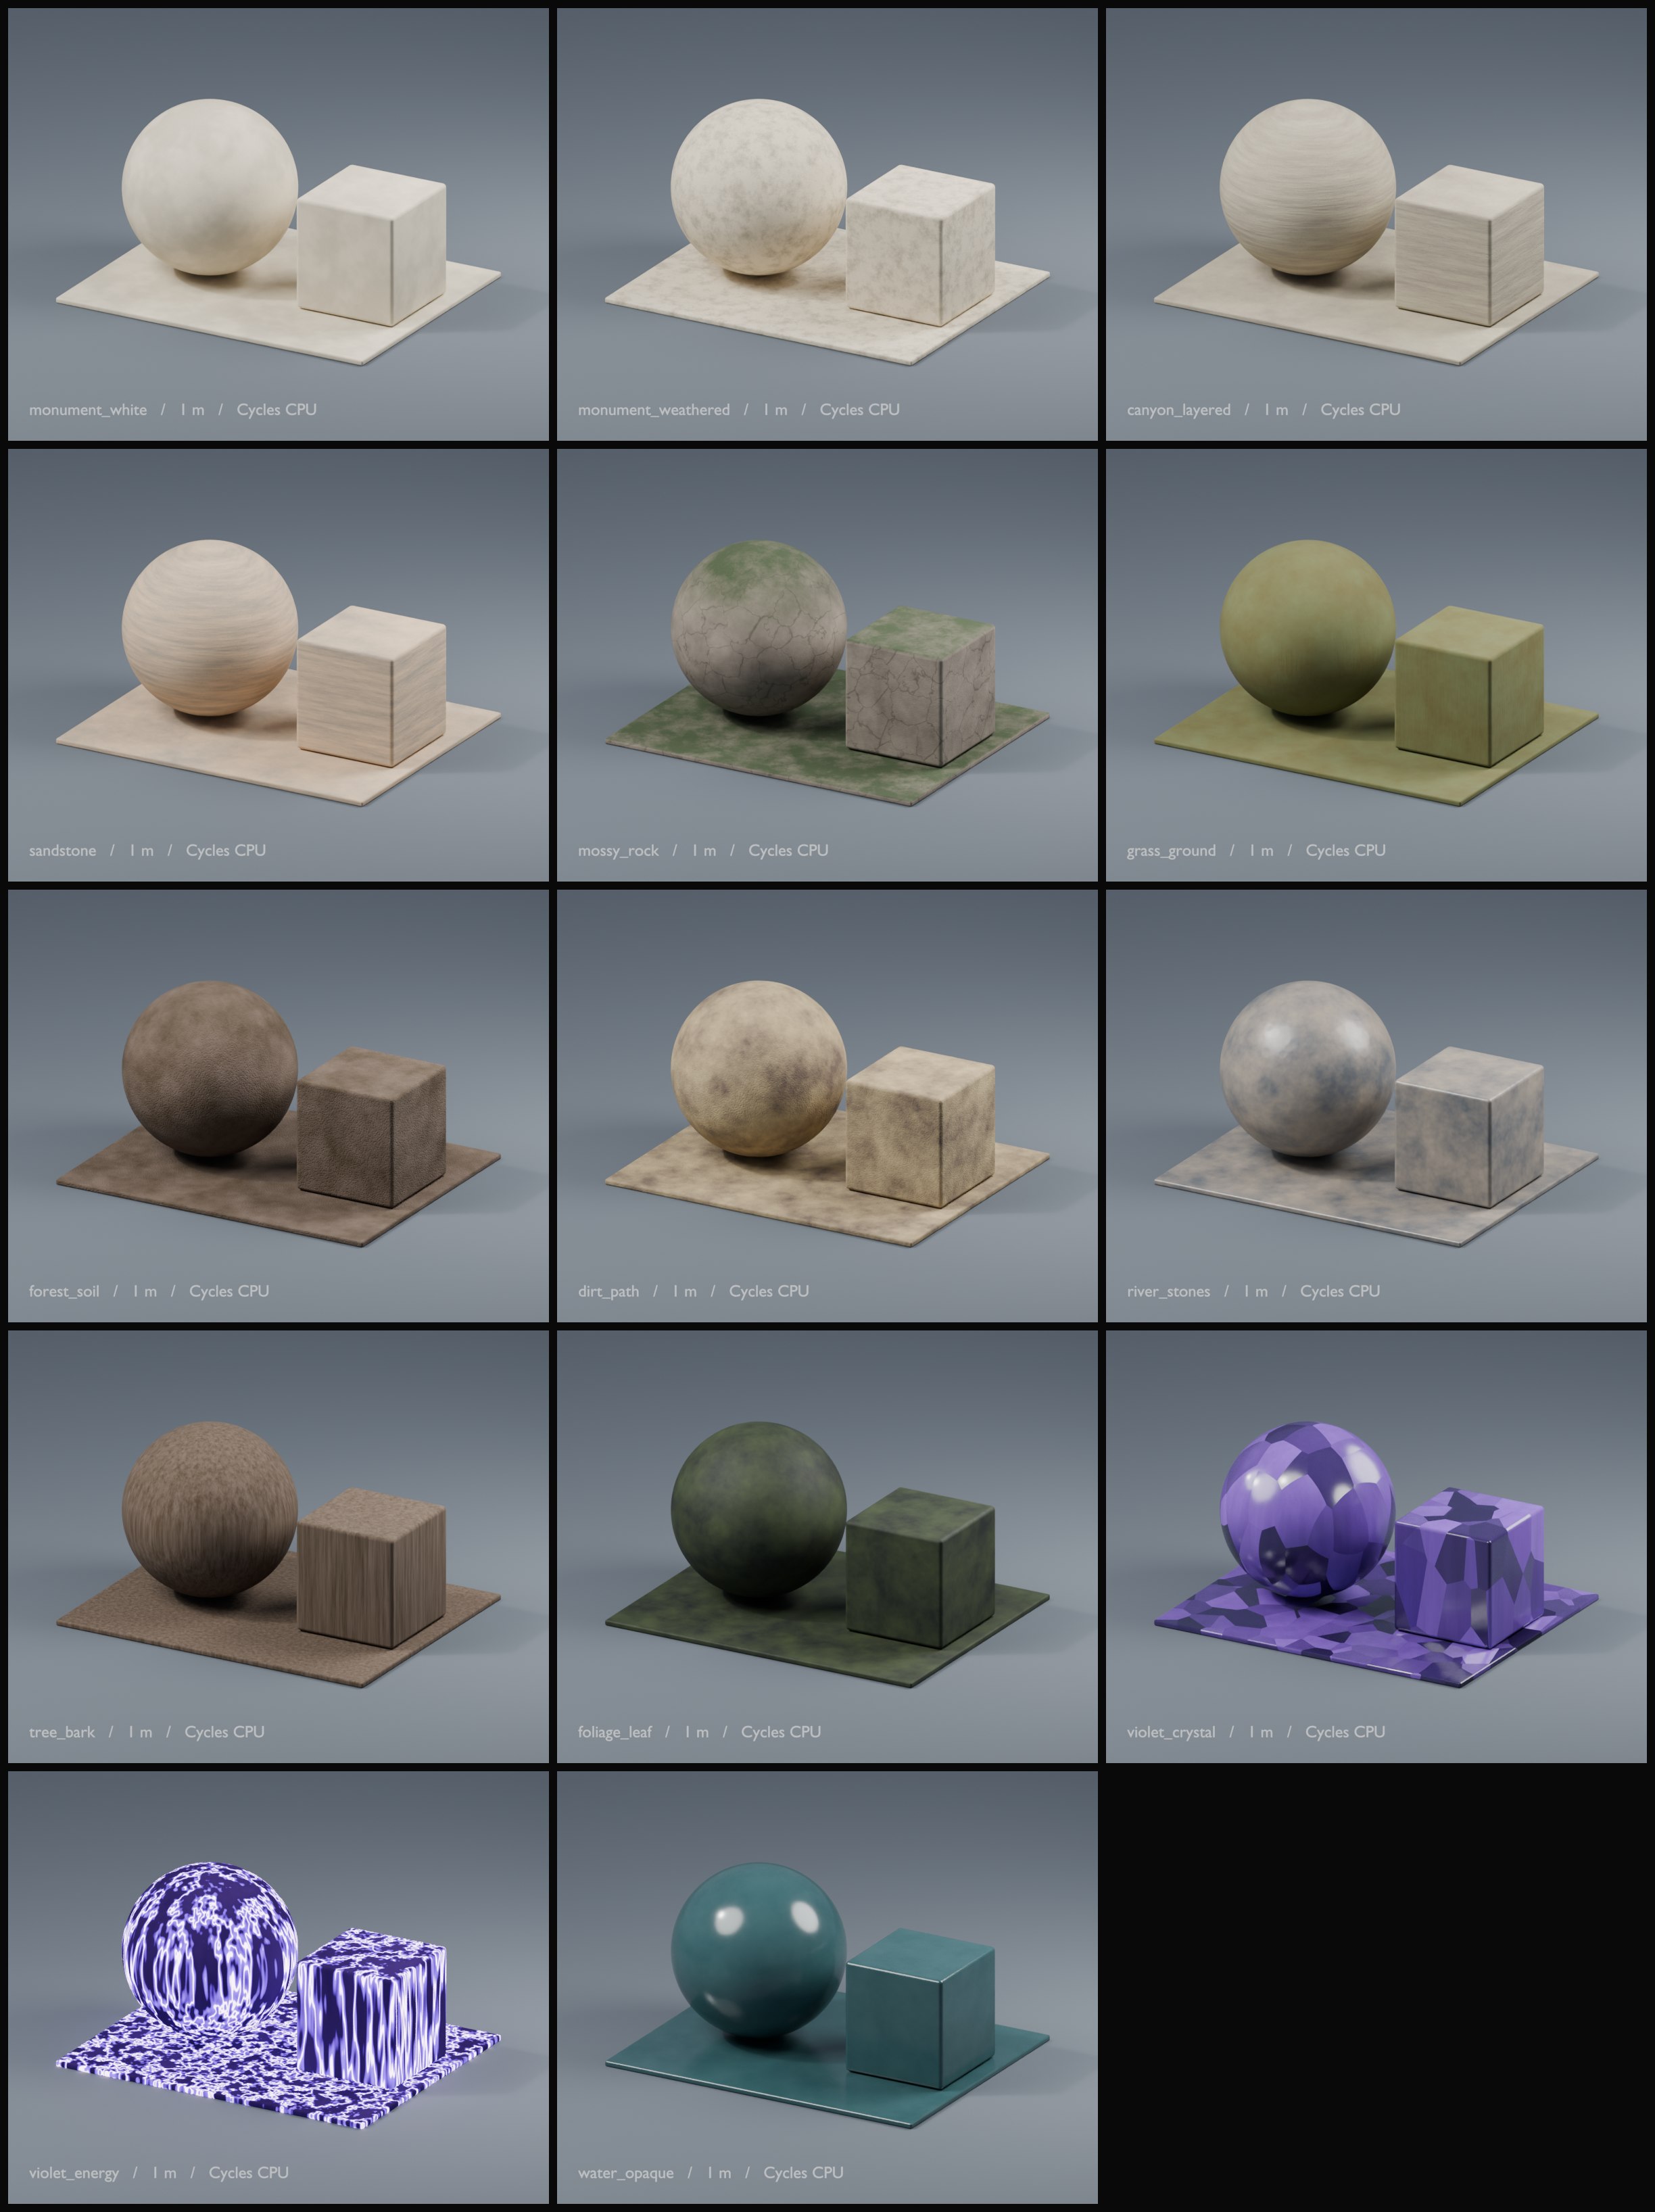 monument_white / 1 m / Cycles CPU
monument_weathered / 1 m / Cycles CPU
canyon_layered / 1 m / Cycles CPU
sandstone / 1 m / Cycles CPU
mossy_rock / 1 m / Cycles CPU
grass_ground / 1 m / Cycles CPU
forest_soil / 1 m / Cycles CPU
dirt_path / 1 m / Cycles CPU
river_stones / 1 m / Cycles CPU
tree_bark / 1 m / Cycles CPU
foliage_leaf / 1 m / Cycles CPU
violet_crystal / 1 m / Cycles CPU
violet_energy / 1 m / Cycles CPU
water_opaque / 1 m / Cycles CPU